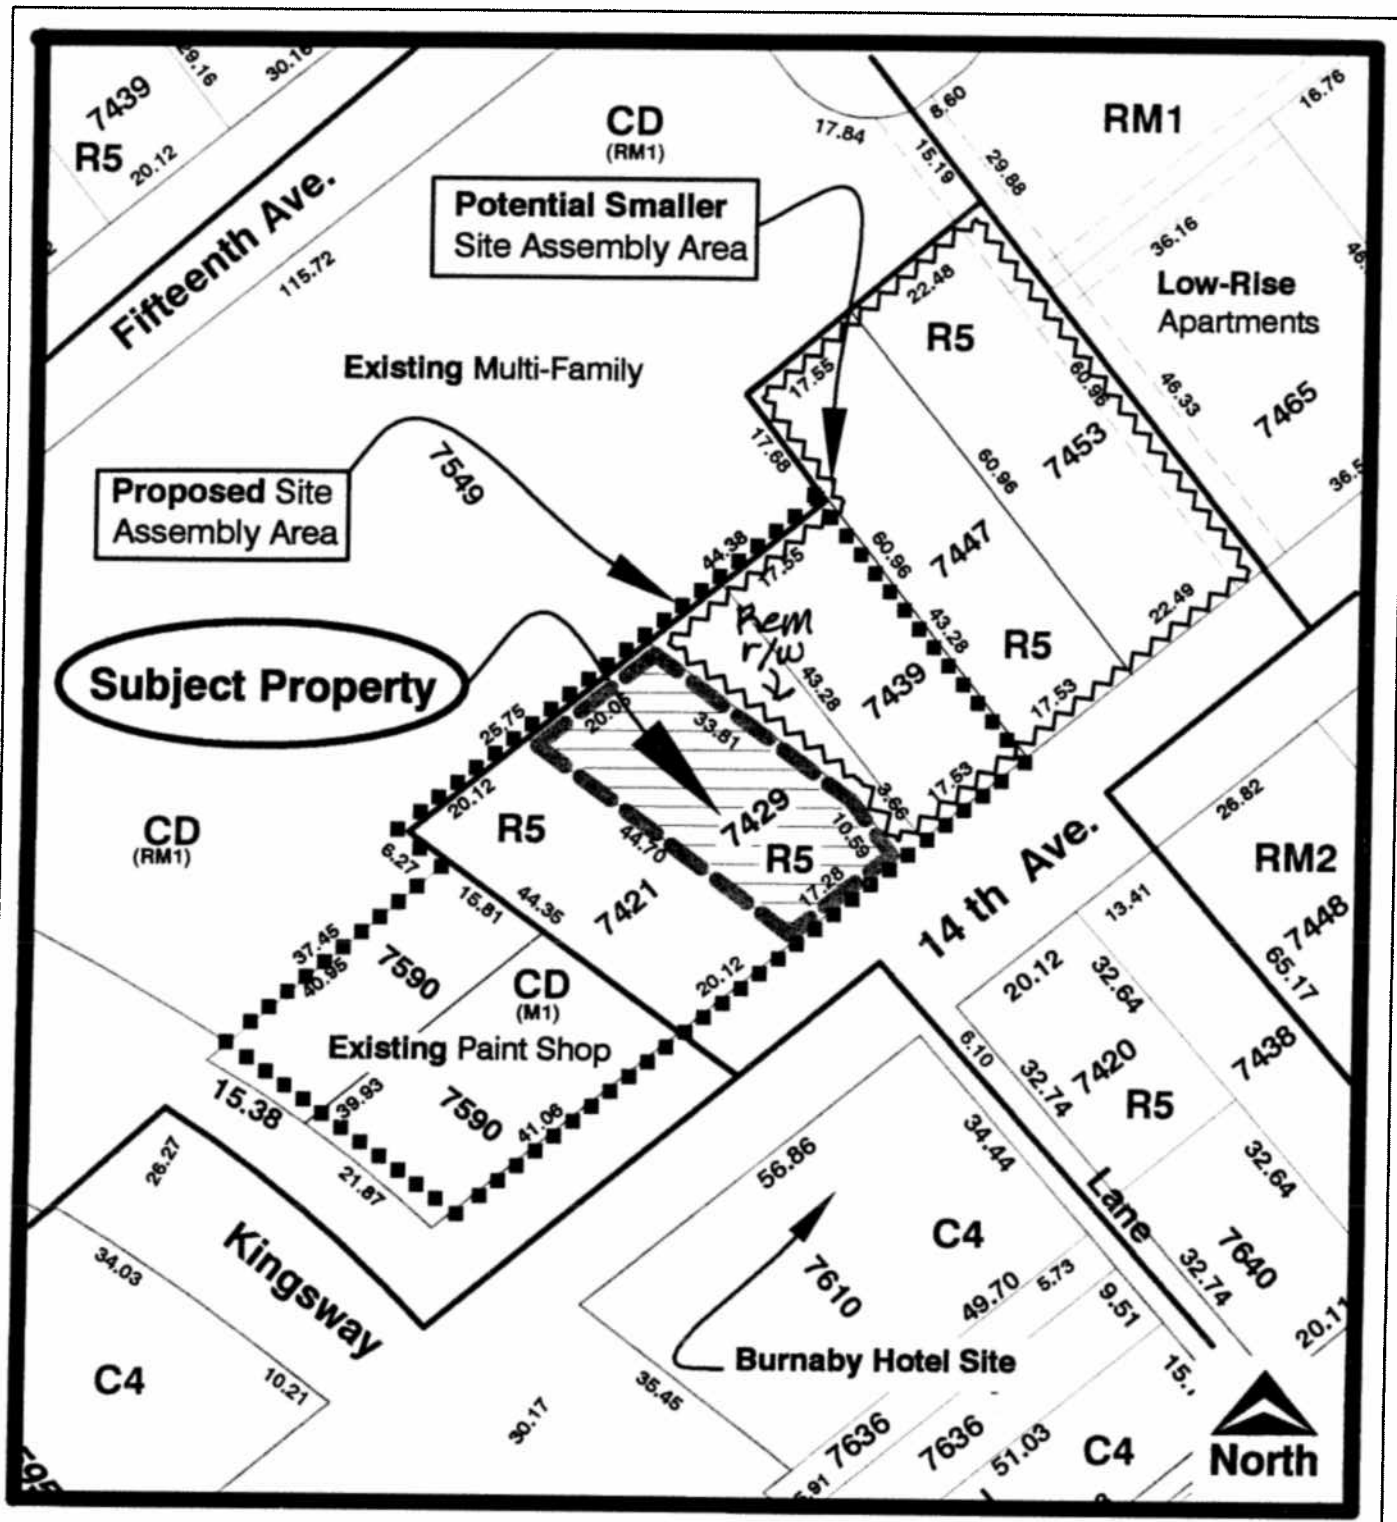 29.16
30.16
7439
R5
20.12
Fifteenth Ave.
115.72
CD
(RM1)
17.84
8.60
15.19
29.88
RM1
16.76
Potential Smaller
Site Assembly Area
36.16
22.48
R5
Low-Rise
Apartments
Existing Multi-Family
17.55
60.96
46.33
7465
17.68
7453
7549
60.96
Proposed Site
Assembly Area
44.38
17.55
60.96
7447
Rem
r/w
43.28
22.49
R5
Subject Property
7439
43.28
20.05
25.75
33.81
17.53
20.12
3.66
17.53
26.82
CD
(RM1)
R5
7429
10.59
44.70
R5
14 th Ave.
RM2
6.27
17.28
15.81
44.35
7421
13.41
7448
37.45
40.95
7590
CD
(M1)
20.12
20.12
32.64
65.17
Existing Paint Shop
6.10
7438
15.38
39.93
7590
41.06
32.74
7420
R5
26.27
21.87
56.86
34.44
32.64
Lane
Kingsway
34.03
C4
7610
49.70
5.73
9.51
32.74
7640
20.11
Burnaby Hotel Site
C4
10.21
35.45
30.17
7636
7636
51.03
C4
North